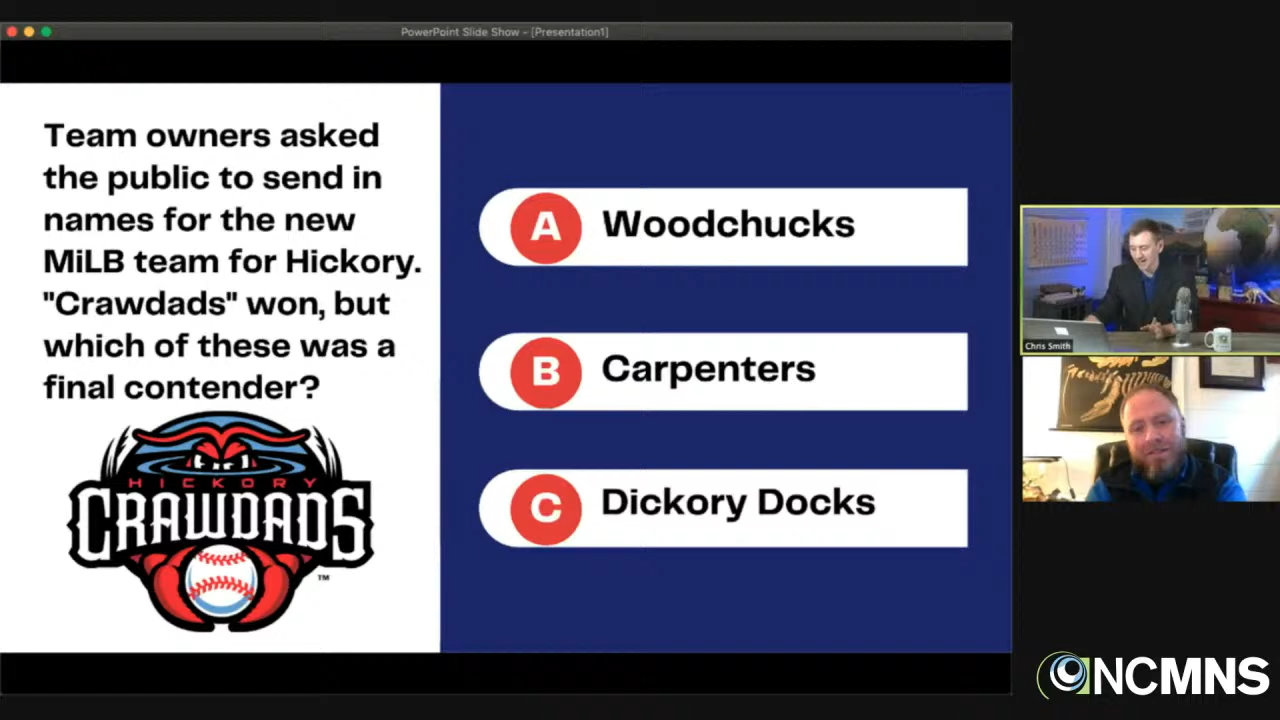 PowerPoint Slide Show - [Presentation1]
Team owners asked
the public to send in
names for the new
MiLB team for Hickory.
"Crawdads" won, but
which of these was a
final contender?
HICKORY
CRAWDADS
TM
A Woodchucks
B Carpenters
C Dickory Docks
Chris Smith
NCMNS